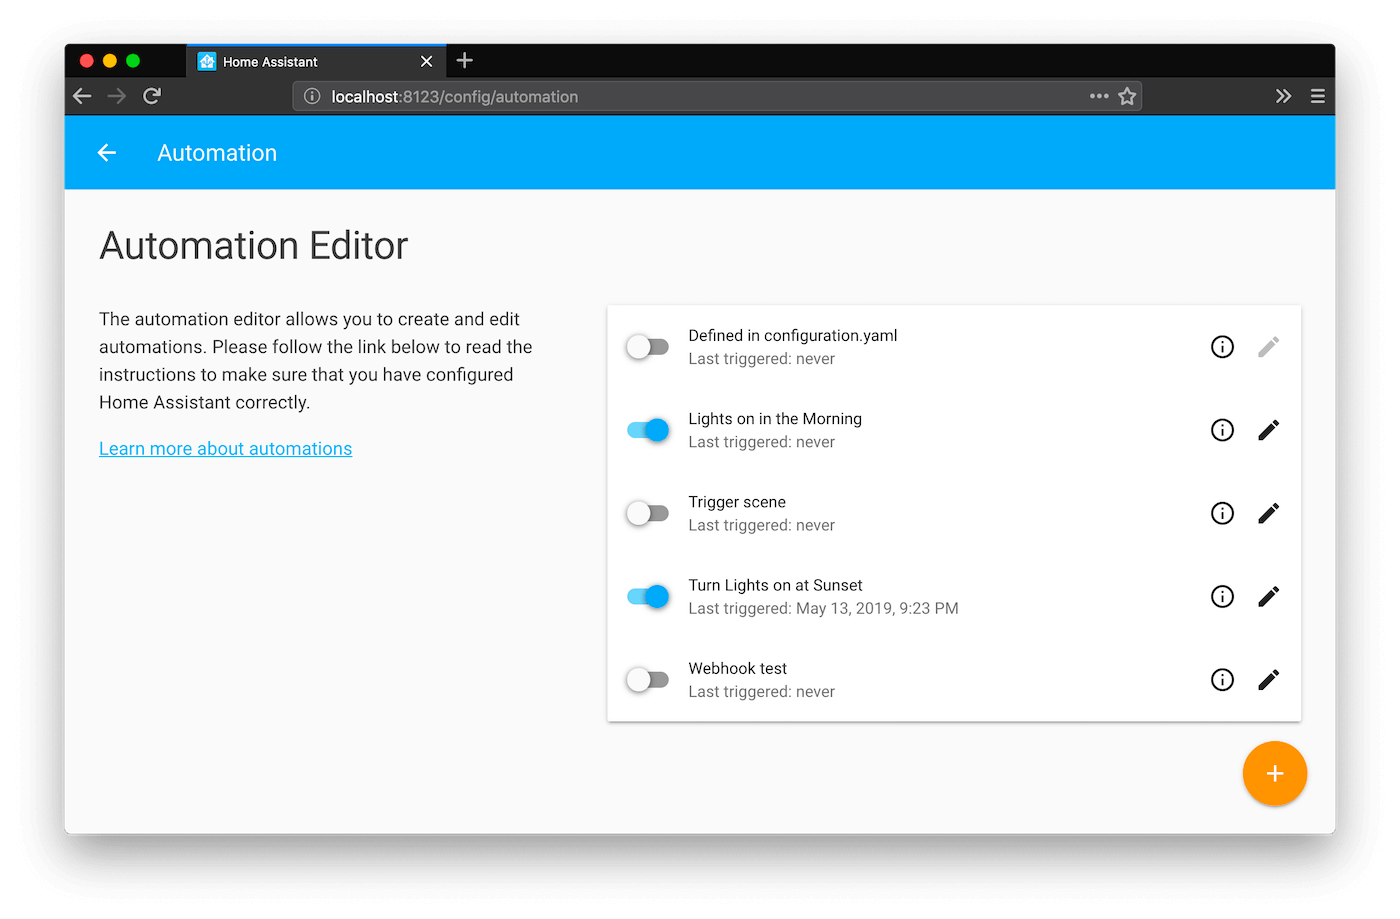 Home Assistant
localhost:8123/config/automation
Automation
Automation Editor
The automation editor allows you to create and edit
automations. Please follow the link below to read the
instructions to make sure that you have configured
Home Assistant correctly.
Learn more about automations
Defined in configuration.yaml
Last triggered: never
Lights on in the Morning
Last triggered: never
Trigger scene
Last triggered: never
Turn Lights on at Sunset
Last triggered: May 13, 2019, 9:23 PM
Webhook test
Last triggered: never